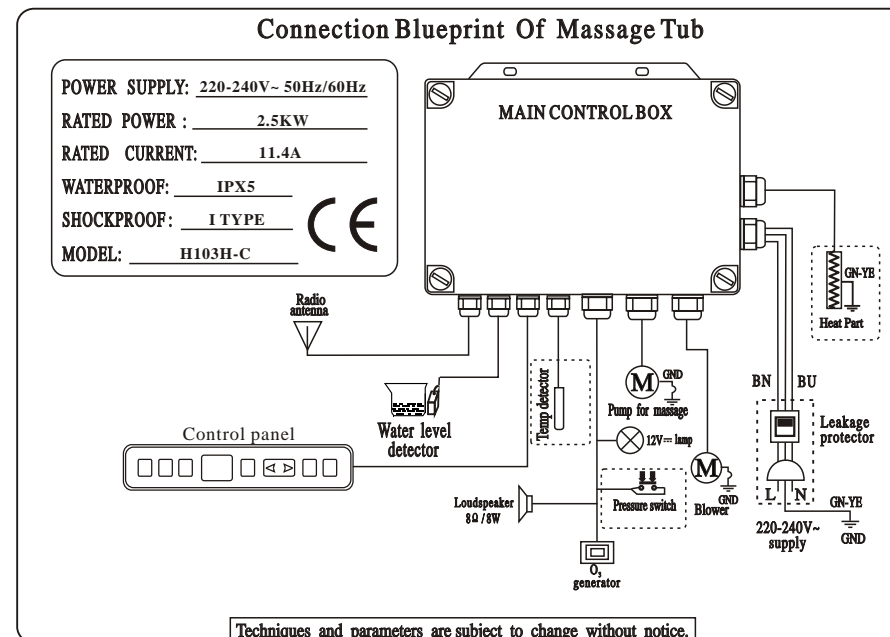 Connection Blueprint Of Massage Tub
POWER SUPPLY: 220-240V~ 50Hz/60Hz
RATED POWER : 2.5KW
RATED CURRENT: 11.4A
WATERPROOF: IPX5
SHOCKPROOF: I TYPE
MODEL: H103H-C
CE
MAIN CONTROL BOX
Radio
antenna
GN-YE
Heat Part
Water level
detector
Temp detector
M
GND
Pump for massage
BN
BU
Leakage
protector
Control panel
12V⎓ lamp
M
GND
Blower
L
N
GN-YE
GND
220-240V~
supply
Loudspeaker
8Ω/8W
Pressure switch
O₃
generator
Techniques and parameters are subject to change without notice.